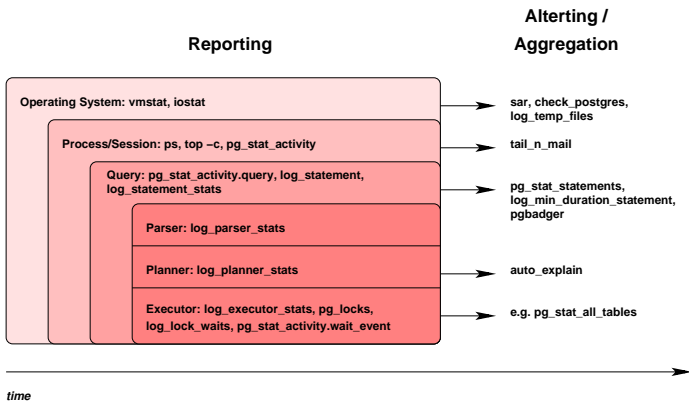 Reporting
Alterting /
Aggregation
Operating System: vmstat, iostat
sar, check_postgres,
log_temp_files
Process/Session: ps, top −c, pg_stat_activity
tail_n_mail
Query: pg_stat_activity.query, log_statement,
log_statement_stats
pg_stat_statements,
log_min_duration_statement,
pgbadger
Parser: log_parser_stats
Planner: log_planner_stats
auto_explain
Executor: log_executor_stats, pg_locks,
log_lock_waits, pg_stat_activity.wait_event
e.g. pg_stat_all_tables
time